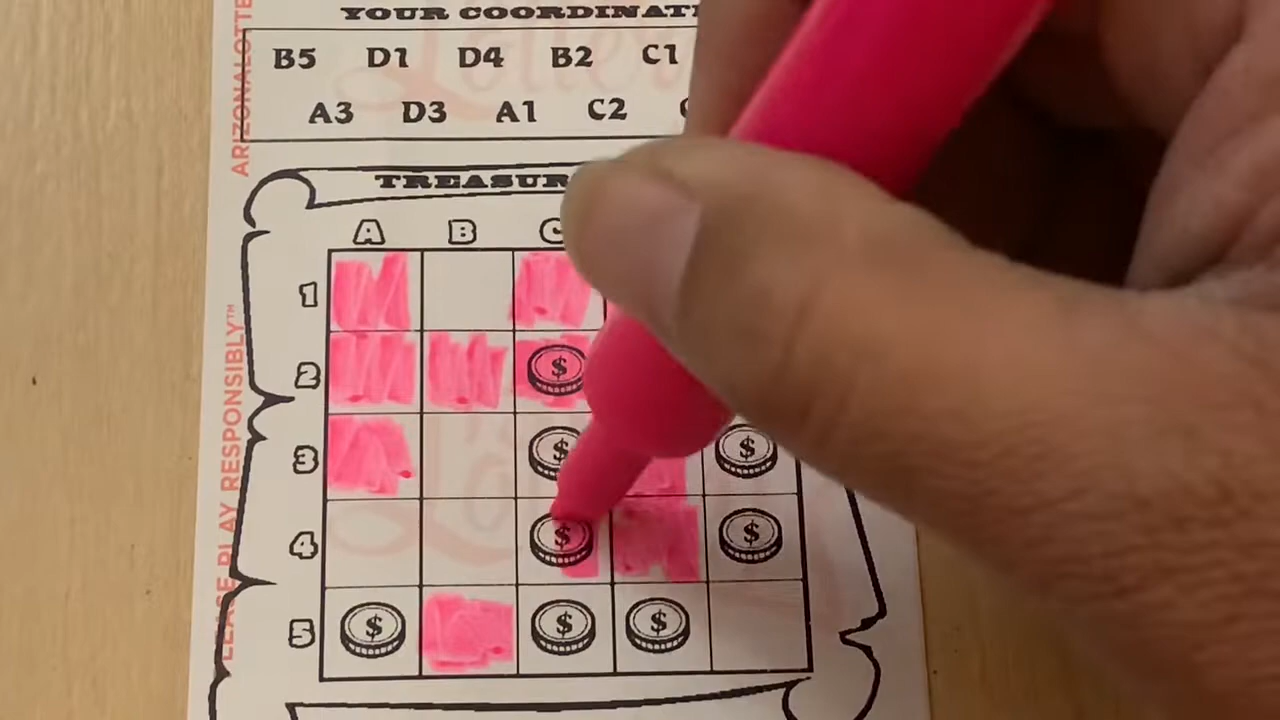 YOUR COORDINATI
B5 D1 D4 B2 C1
A3 D3 A1 C2
TREASUR
A B C
1
2 $
3 $ $
4 $ $
5 $ $ $
ARIZONALOTTE
PLEASE PLAY RESPONSIBLY™